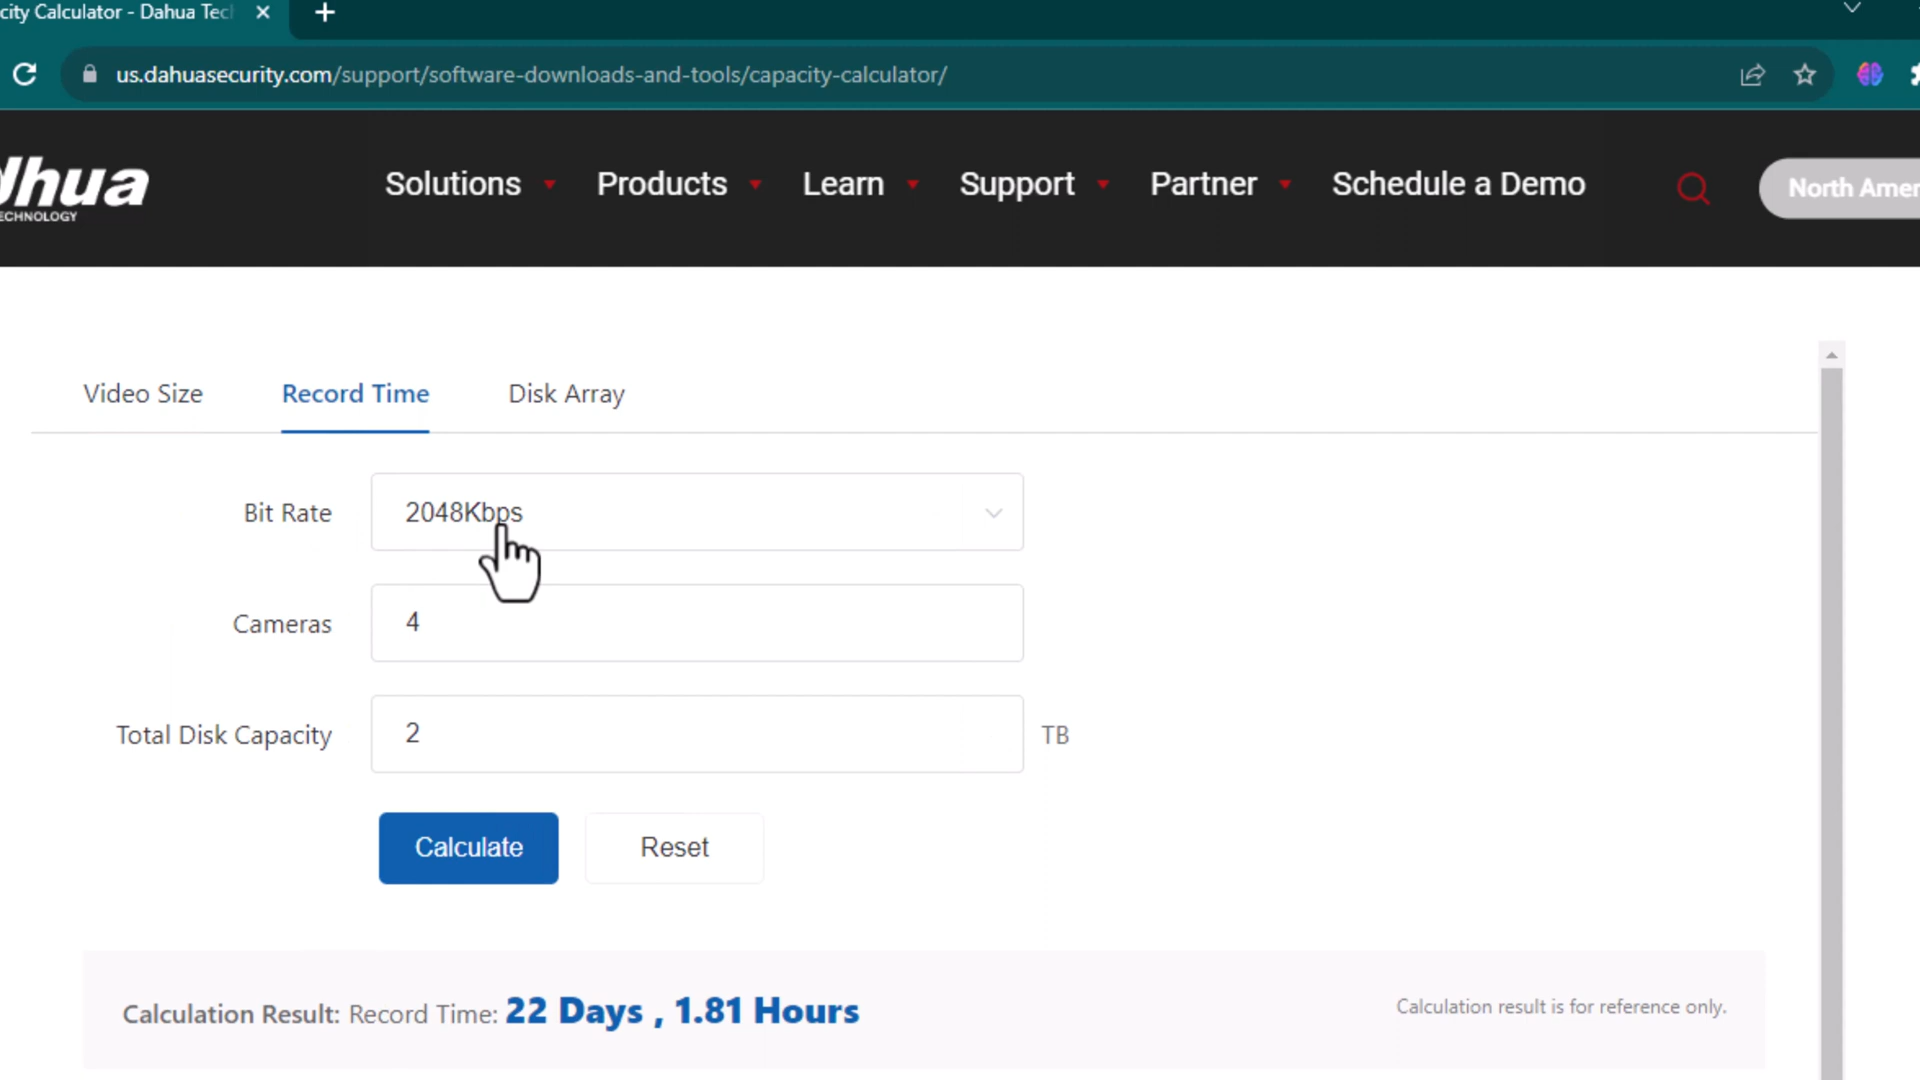 city Calculator - Dahua Tec
us.dahuasecurity.com/support/software-downloads-and-tools/capacity-calculator/
hua
ECHNOLOGY
Solutions
Products
Learn
Support
Partner
Schedule a Demo
North Amer
Video Size
Record Time
Disk Array
Bit Rate
2048Kbps
Cameras
4
Total Disk Capacity
2
TB
Calculate
Reset
Calculation Result: Record Time: 22 Days , 1.81 Hours
Calculation result is for reference only.